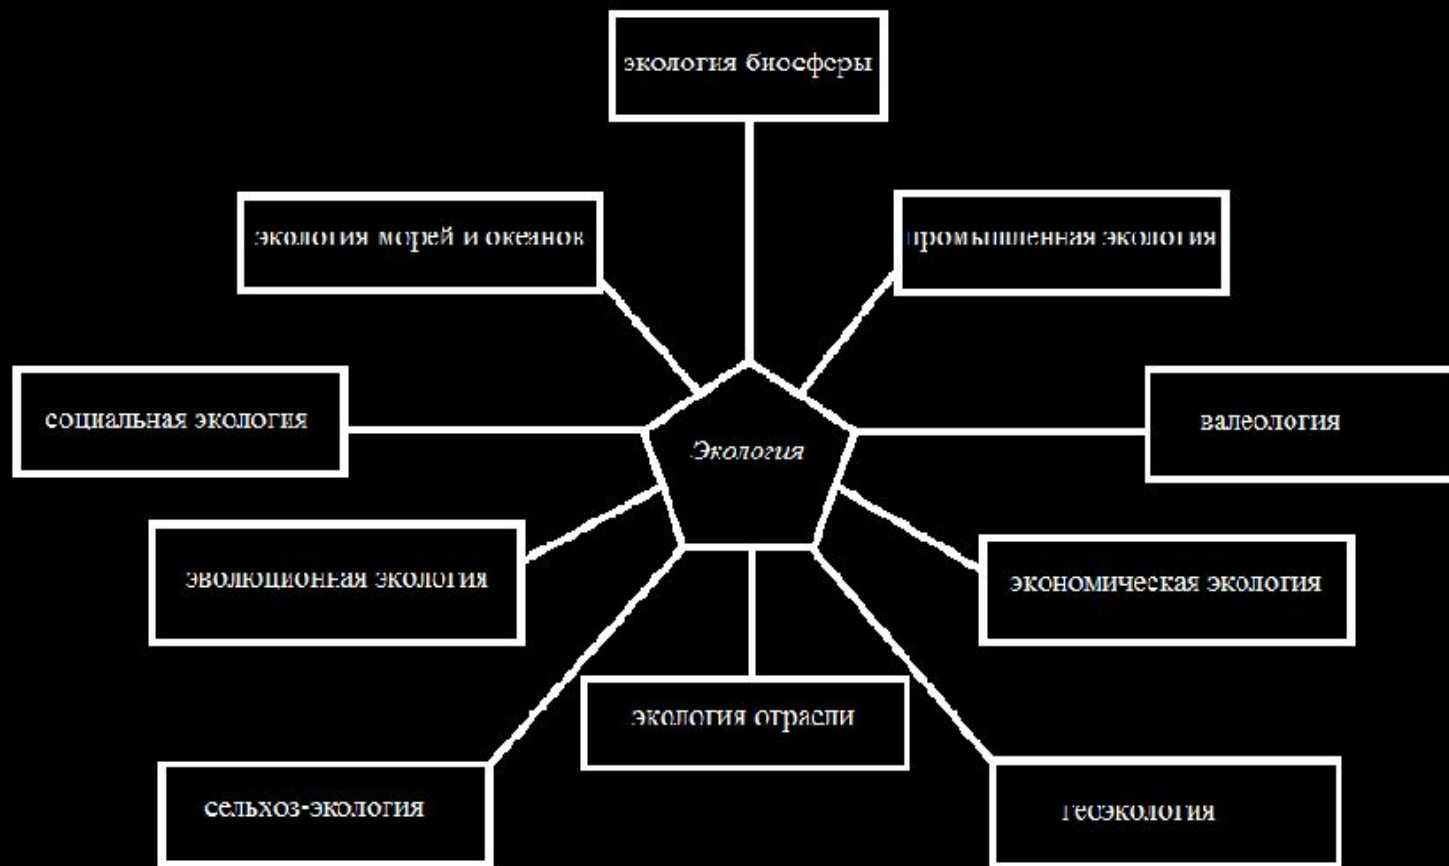 экология биосферы
экология морей и океанов
промышленная экология
социальная экология
валеология
Экология
эволюционная экология
экономическая экология
экология отрасли
сельхоз-экология
геоэкология